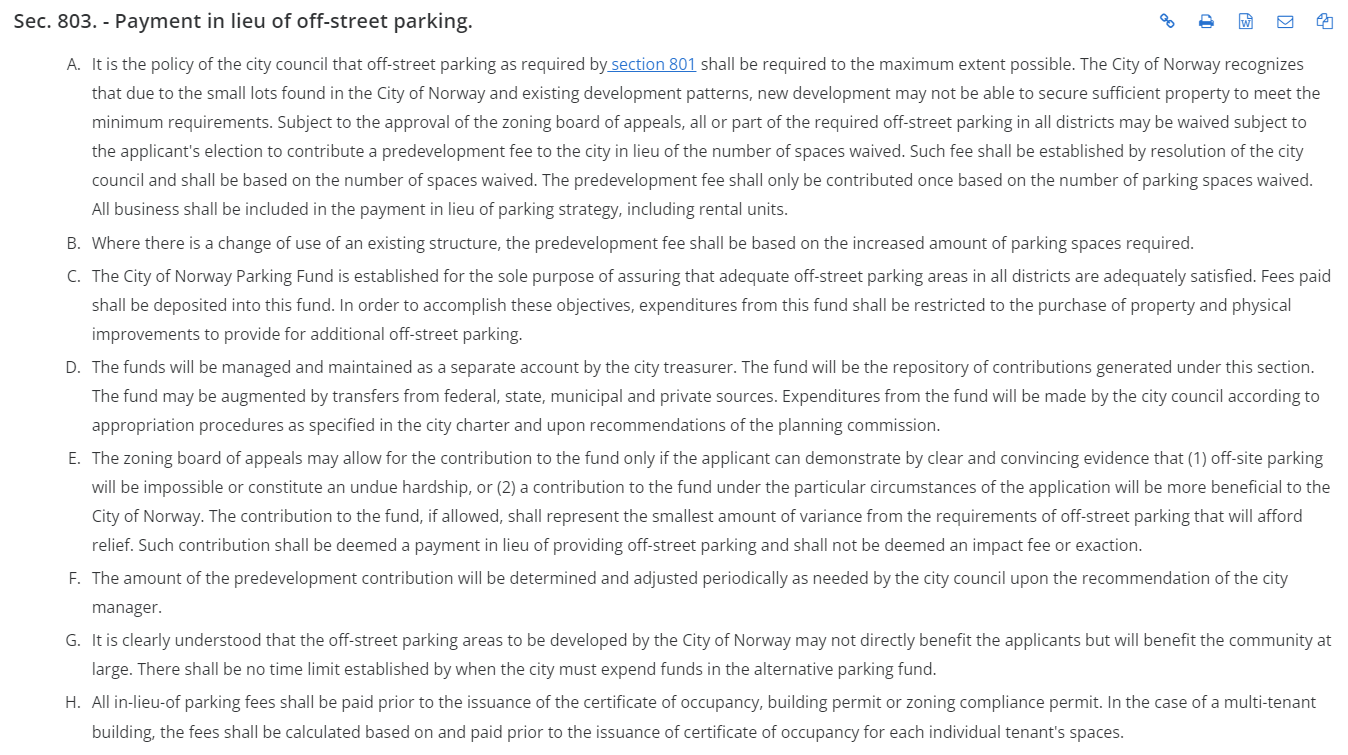 Sec. 803. - Payment in lieu of off-street parking.
A. It is the policy of the city council that off-street parking as required by section 801 shall be required to the maximum extent possible. The City of Norway recognizes
that due to the small lots found in the City of Norway and existing development patterns, new development may not be able to secure sufficient property to meet the
minimum requirements. Subject to the approval of the zoning board of appeals, all or part of the required off-street parking in all districts may be waived subject to
the applicant's election to contribute a predevelopment fee to the city in lieu of the number of spaces waived. Such fee shall be established by resolution of the city
council and shall be based on the number of spaces waived. The predevelopment fee shall only be contributed once based on the number of parking spaces waived.
All business shall be included in the payment in lieu of parking strategy, including rental units.
B. Where there is a change of use of an existing structure, the predevelopment fee shall be based on the increased amount of parking spaces required.
C. The City of Norway Parking Fund is established for the sole purpose of assuring that adequate off-street parking areas in all districts are adequately satisfied. Fees paid
shall be deposited into this fund. In order to accomplish these objectives, expenditures from this fund shall be restricted to the purchase of property and physical
improvements to provide for additional off-street parking.
D. The funds will be managed and maintained as a separate account by the city treasurer. The fund will be the repository of contributions generated under this section.
The fund may be augmented by transfers from federal, state, municipal and private sources. Expenditures from the fund will be made by the city council according to
appropriation procedures as specified in the city charter and upon recommendations of the planning commission.
E. The zoning board of appeals may allow for the contribution to the fund only if the applicant can demonstrate by clear and convincing evidence that (1) off-site parking
will be impossible or constitute an undue hardship, or (2) a contribution to the fund under the particular circumstances of the application will be more beneficial to the
City of Norway. The contribution to the fund, if allowed, shall represent the smallest amount of variance from the requirements of off-street parking that will afford
relief. Such contribution shall be deemed a payment in lieu of providing off-street parking and shall not be deemed an impact fee or exaction.
F. The amount of the predevelopment contribution will be determined and adjusted periodically as needed by the city council upon the recommendation of the city
manager.
G. It is clearly understood that the off-street parking areas to be developed by the City of Norway may not directly benefit the applicants but will benefit the community at
large. There shall be no time limit established by when the city must expend funds in the alternative parking fund.
H. All in-lieu-of parking fees shall be paid prior to the issuance of the certificate of occupancy, building permit or zoning compliance permit. In the case of a multi-tenant
building, the fees shall be calculated based on and paid prior to the issuance of certificate of occupancy for each individual tenant's spaces.